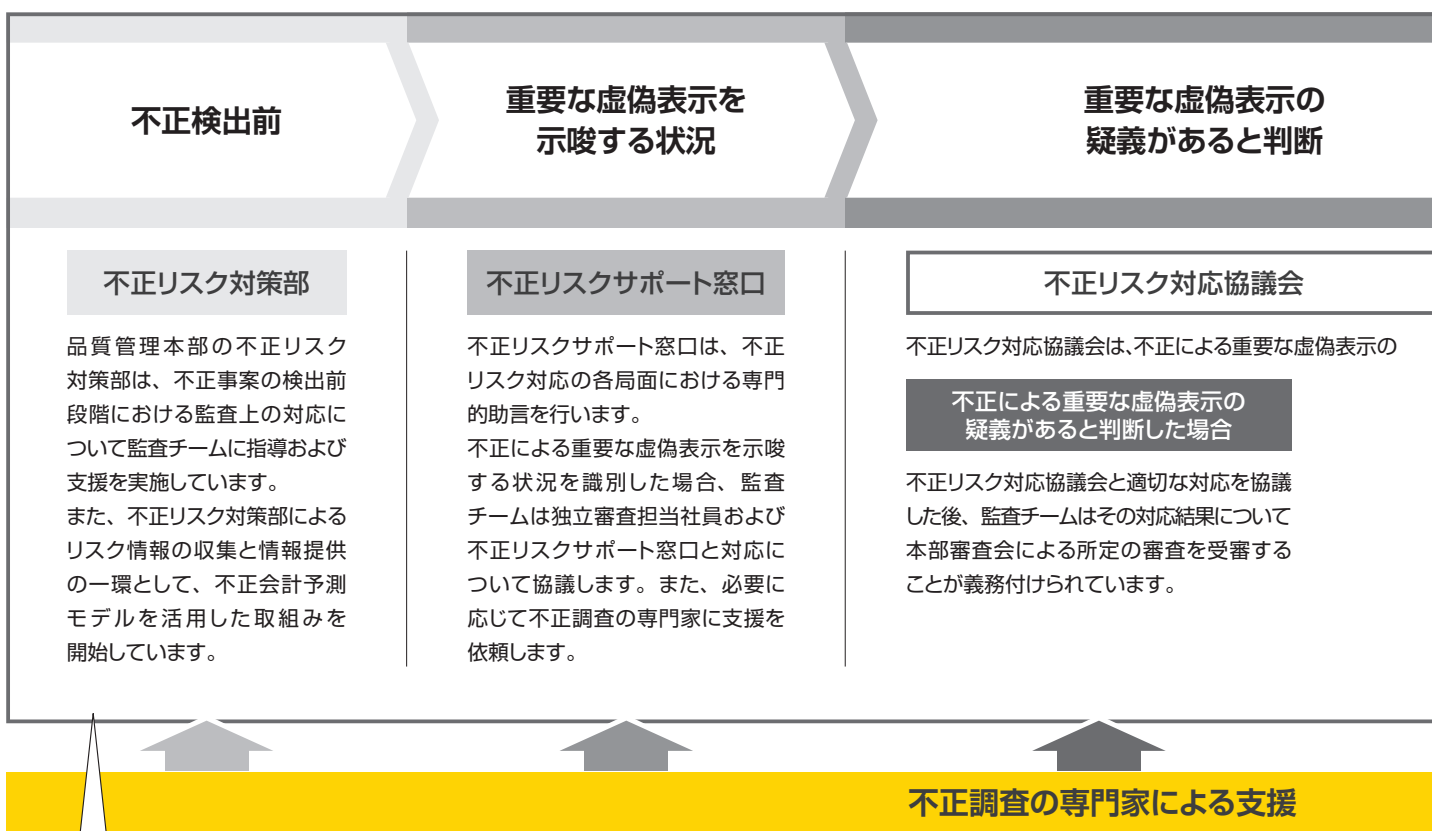 不正検出前
重要な虚偽表示を
示唆する状況
重要な虚偽表示の
疑義があると判断
不正リスク対策部
品質管理本部の不正リスク
対策部は、不正事案の検出前
段階における監査上の対応に
ついて監査チームに指導および
支援を実施しています。
また、不正リスク対策部による
リスク情報の収集と情報提供
の一環として、不正会計予測
モデルを活用した取組みを
開始しています。
不正リスクサポート窓口
不正リスクサポート窓口は、不正
リスク対応の各局面における専門
的助言を行います。
不正による重要な虚偽表示を示唆
する状況を識別した場合、監査
チームは独立審査担当社員および
不正リスクサポート窓口と対応に
ついて協議します。また、必要に
応じて不正調査の専門家に支援を
依頼します。
不正リスク対応協議会
不正リスク対応協議会は、不正による重要な虚偽表示の
不正による重要な虚偽表示の
疑義があると判断した場合
不正リスク対応協議会と適切な対応を協議
した後、監査チームはその対応結果について
本部審査会による所定の審査を受審する
ことが義務付けられています。
不正調査の専門家による支援